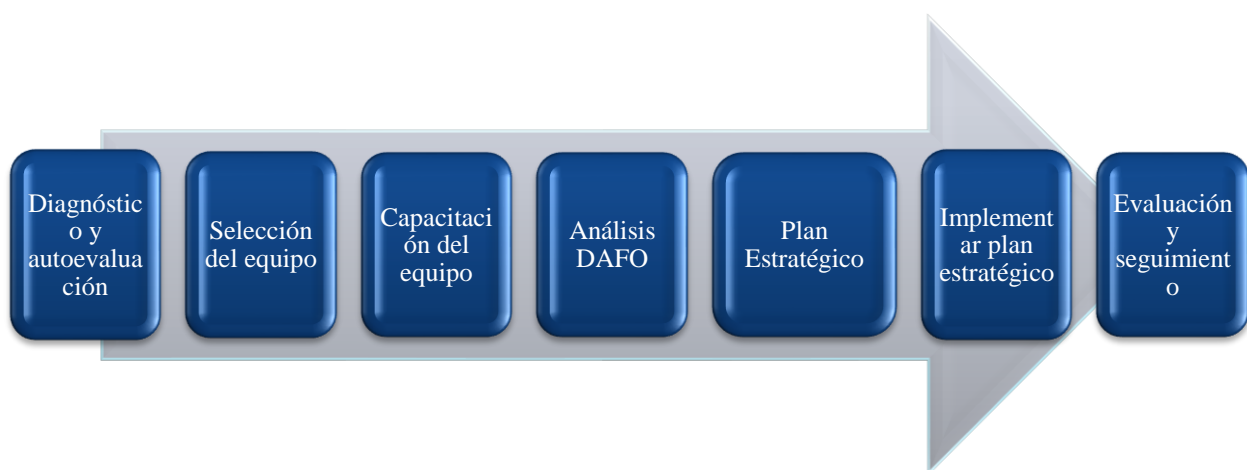 Diagnóstic
o y
autoevalua
ción
Selección
del equipo
Capacitaci
ón del
equipo
Análisis
DAFO
Plan
Estratégico
Implement
ar plan
estratégico
Evaluación
y
seguimient
o